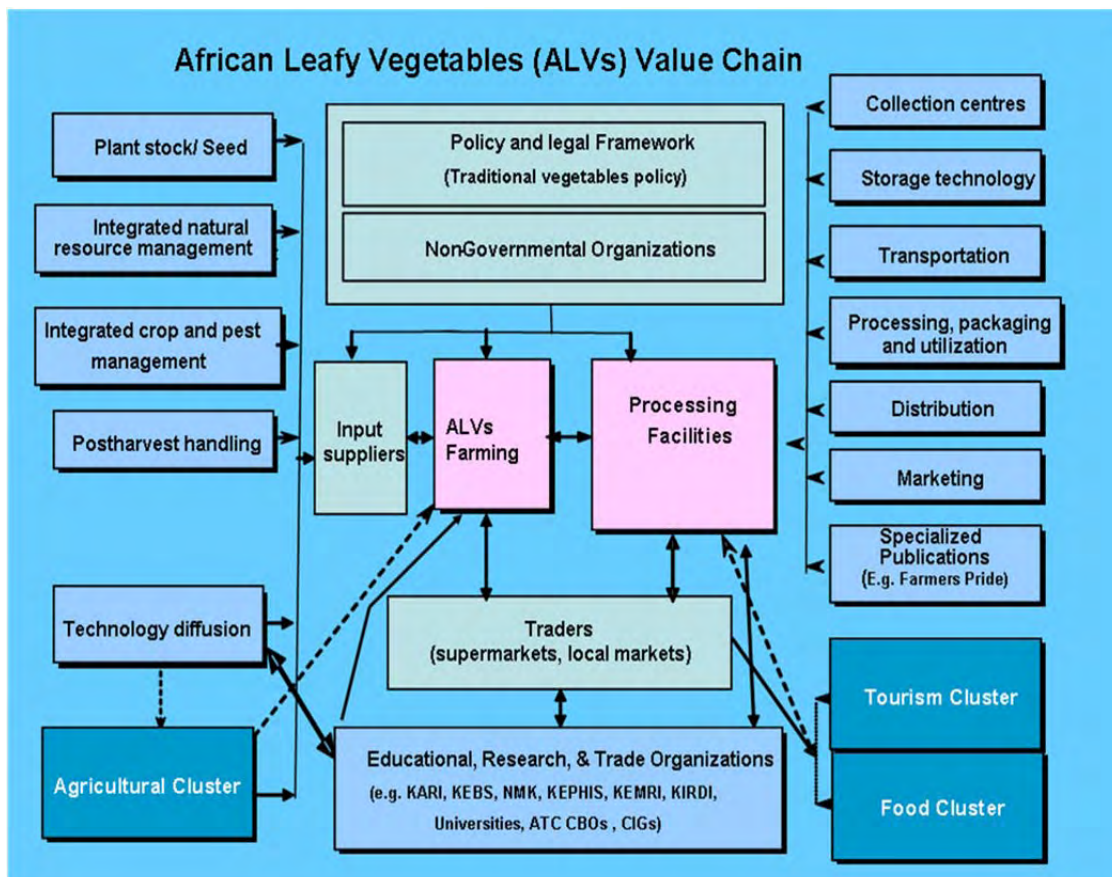 African Leafy Vegetables (ALVs) Value Chain
Plant stock/ Seed
Integrated natural
resource management
Integrated crop and pest
management
Postharvest handling
Technology diffusion
Agricultural Cluster
Policy and legal Framework
(Traditional vegetables policy)
Non-Governmental Organizations
Input
suppliers
ALVs
Farming
Processing
Facilities
Traders
(supermarkets, local markets)
Educational, Research, & Trade Organizations
(e.g. KARI, KEBS, NMK, KEPHIS, KEMRI, KIRDI,
Universities, ATC CBOs , CIGs)
Collection centres
Storage technology
Transportation
Processing, packaging
and utilization
Distribution
Marketing
Specialized
Publications
(E.g. Farmers Pride)
Tourism Cluster
Food Cluster